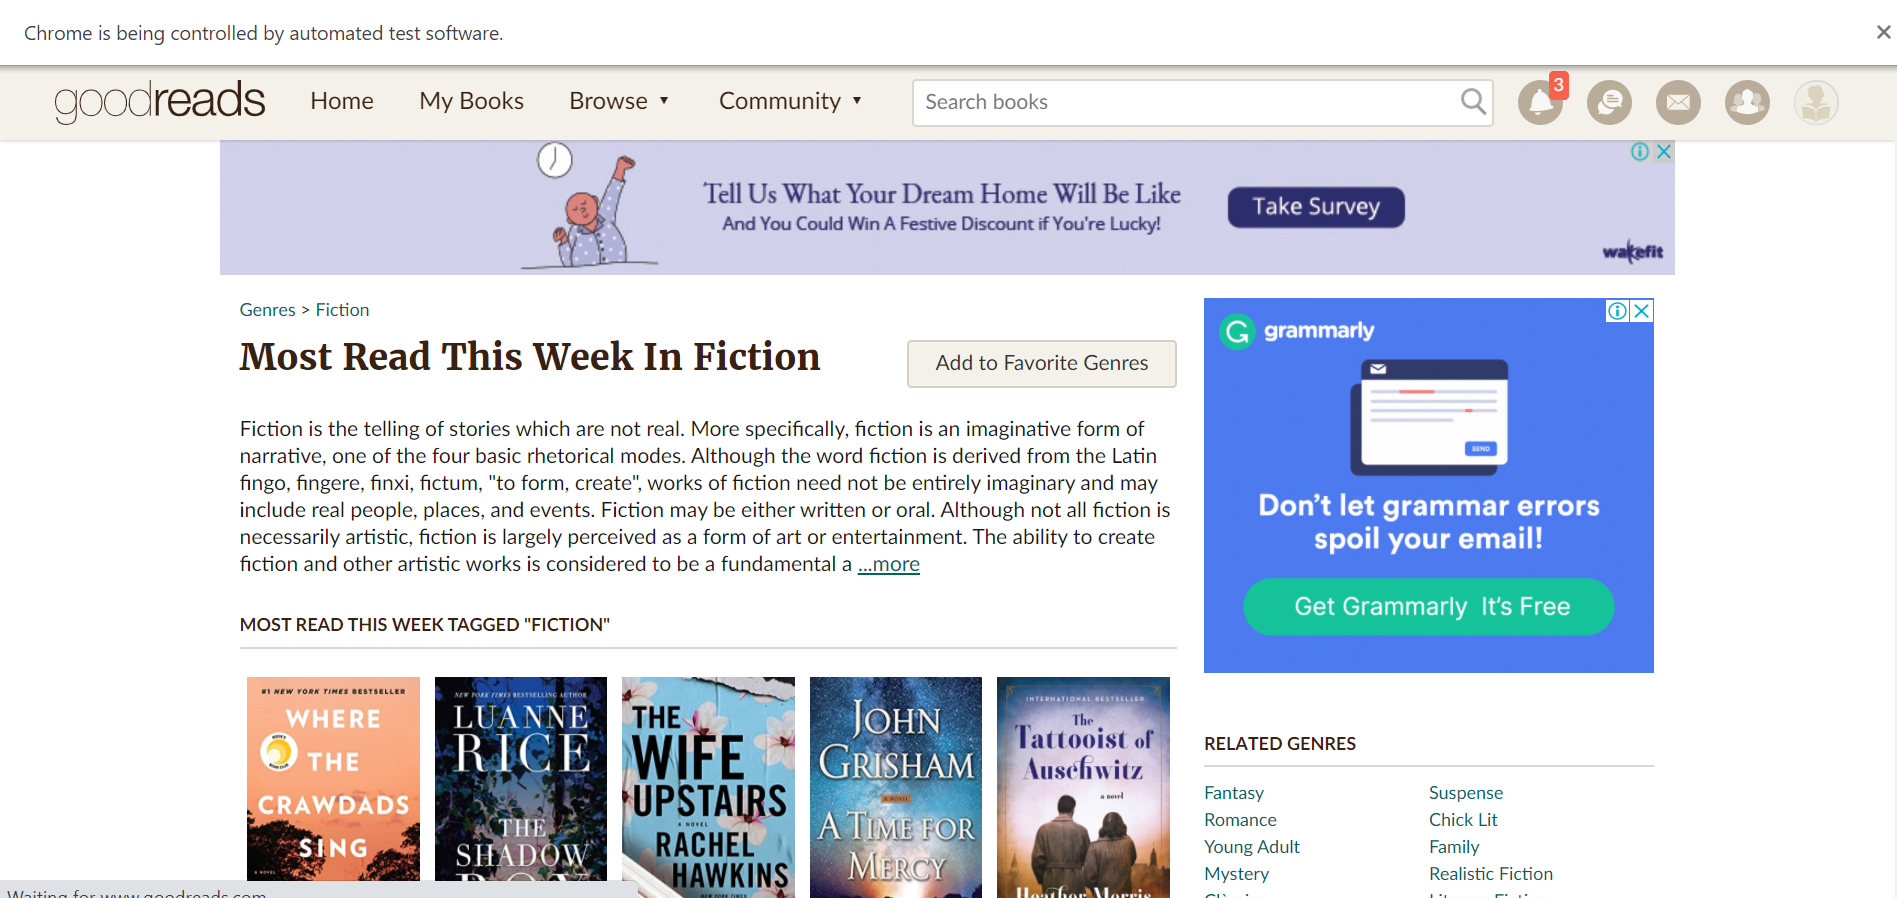 Chrome is being controlled by automated test software.
goodreads
Home
My Books
Browse ▼
Community ▼
Search books
3
Tell Us What Your Dream Home Will Be Like
And You Could Win A Festive Discount if You're Lucky!
Take Survey
wakefit
Genres > Fiction
Most Read This Week In Fiction
Add to Favorite Genres
Fiction is the telling of stories which are not real. More specifically, fiction is an imaginative form of
narrative, one of the four basic rhetorical modes. Although the word fiction is derived from the Latin
fingo, fingere, finxi, fictum, "to form, create", works of fiction need not be entirely imaginary and may
include real people, places, and events. Fiction may be either written or oral. Although not all fiction is
necessarily artistic, fiction is largely perceived as a form of art or entertainment. The ability to create
fiction and other artistic works is considered to be a fundamental a ...more
MOST READ THIS WEEK TAGGED "FICTION"
#1 NEW YORK TIMES BESTSELLER
WHERE
THE
CRAWDADS
SING
A NOVEL
NEW YORK TIMES BESTSELLING AUTHOR
LUANNE
RICE
THE
SHADOW
BOX
THE
WIFE
UPSTAIRS
A NOVEL
RACHEL
HAWKINS
JOHN
GRISHAM
A NOVEL
A TIME FOR
MERCY
INTERNATIONAL BESTSELLER
The
Tattooist of
Auschwitz
a novel
Heather Morris
G grammarly
SEND
Don't let grammar errors
spoil your email!
Get Grammarly It's Free
RELATED GENRES
Fantasy
Romance
Young Adult
Mystery
Suspense
Chick Lit
Family
Realistic Fiction
Waiting for www.goodreads.com